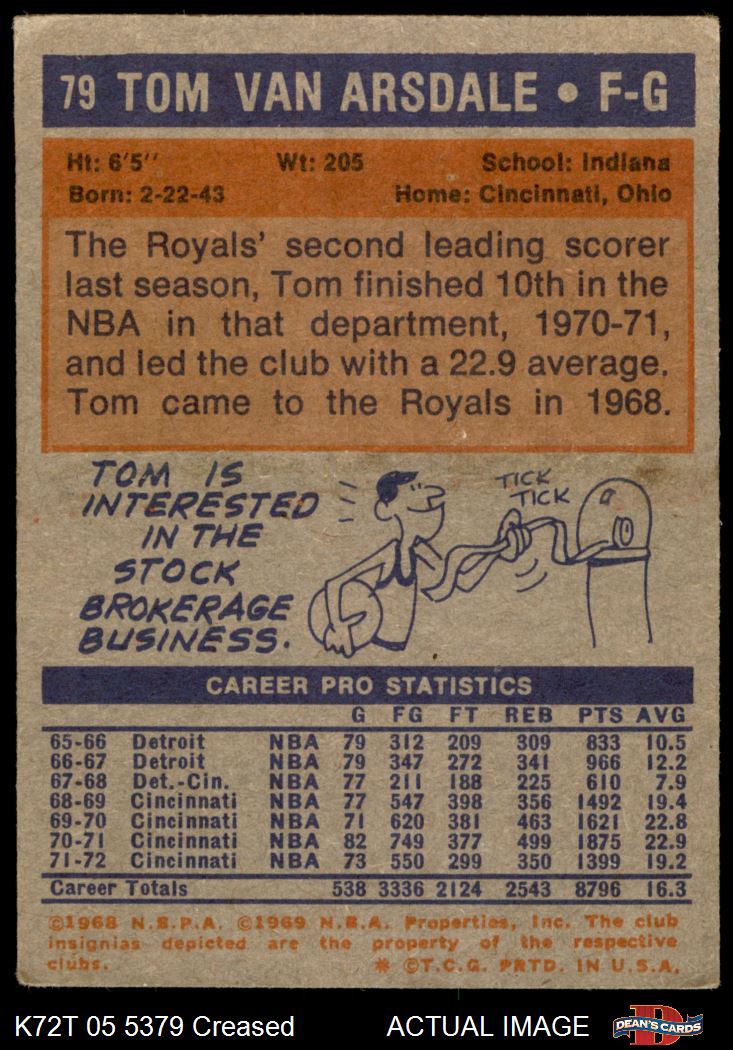 79 TOM VAN ARSDALE • F-G
Ht: 6'5'' Wt: 205 School: Indiana
Born: 2-22-43 Home: Cincinnati, Ohio
The Royals' second leading scorer
last season, Tom finished 10th in the
NBA in that department, 1970-71,
and led the club with a 22.9 average.
Tom came to the Royals in 1968.
TOM IS
INTERESTED
IN THE
STOCK
BROKERAGE
BUSINESS.
TICK
TICK
CAREER PRO STATISTICS
G FG FT REB PTS AVG
65-66 Detroit NBA 79 312 209 309 833 10.5
66-67 Detroit NBA 79 347 272 341 966 12.2
67-68 Det.-Cin. NBA 77 211 188 225 610 7.9
68-69 Cincinnati NBA 77 547 398 356 1492 19.4
69-70 Cincinnati NBA 71 620 381 463 1621 22.8
70-71 Cincinnati NBA 82 749 377 499 1875 22.9
71-72 Cincinnati NBA 73 550 299 350 1399 19.2
Career Totals 538 3336 2124 2543 8796 16.3
©1968 N.B.P.A. ©1969 N.B.A. Properties, Inc. The club
insignias depicted are the property of the respective
clubs. * ©T.C.G. PRTD. IN U.S.A.
K72T 05 5379 Creased ACTUAL IMAGE DEAN'S CARDS